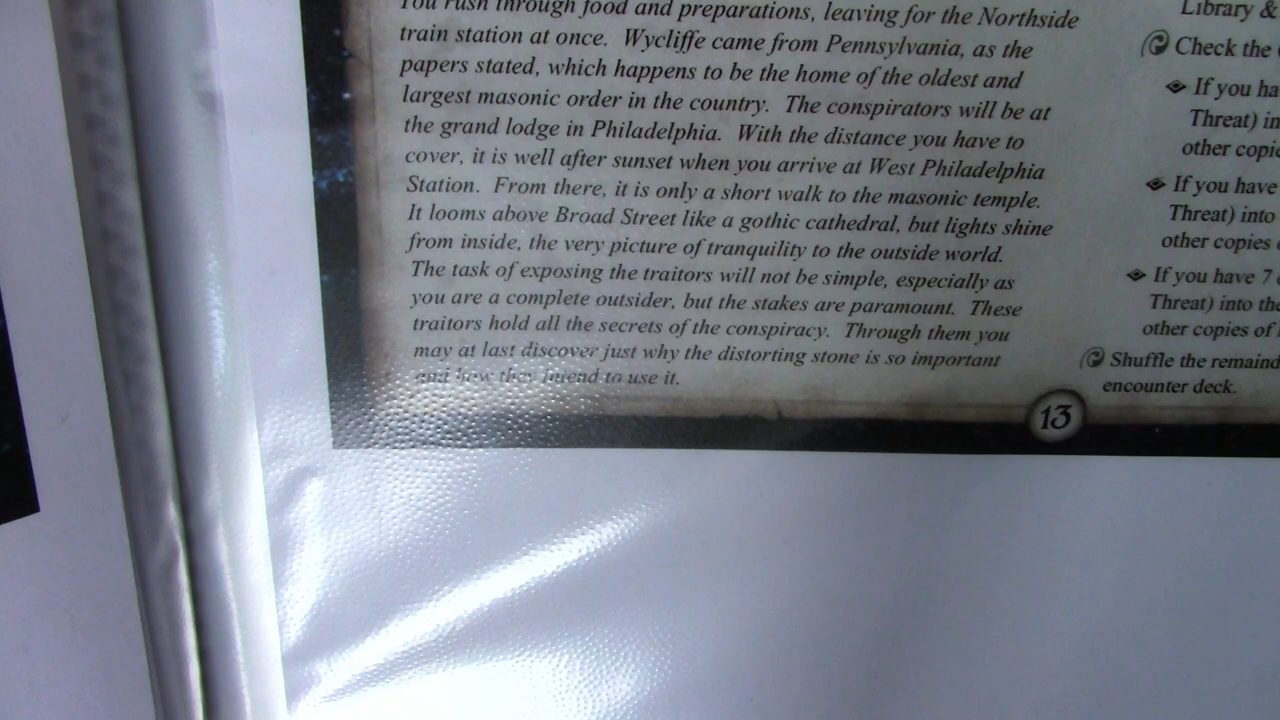 You rush through food and preparations, leaving for the Northside
train station at once. Wycliffe came from Pennsylvania, as the
papers stated, which happens to be the home of the oldest and
largest masonic order in the country. The conspirators will be at
the grand lodge in Philadelphia. With the distance you have to
cover, it is well after sunset when you arrive at West Philadelphia
Station. From there, it is only a short walk to the masonic temple.
It looms above Broad Street like a gothic cathedral, but lights shine
from inside, the very picture of tranquility to the outside world.
The task of exposing the traitors will not be simple, especially as
you are a complete outsider, but the stakes are paramount. These
traitors hold all the secrets of the conspiracy. Through them you
may at last discover just why the distorting stone is so important
and how they intend to use it.
Library &
Check the
If you ha
Threat) in
other copie
If you have
Threat) into
other copies
If you have 7
Threat) into the
other copies of
Shuffle the remaind
encounter deck.
13